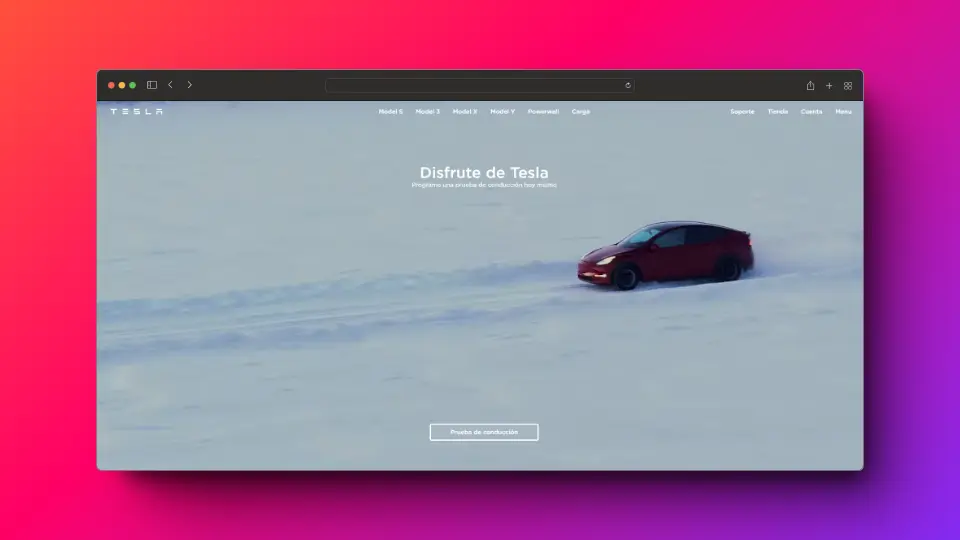 TESLA
Model S Model 3 Model X Model Y Powerwall Carga
Soporte Tienda Cuenta Menu
Disfrute de Tesla
Programe una prueba de conducción hoy mismo
Prueba de conducción